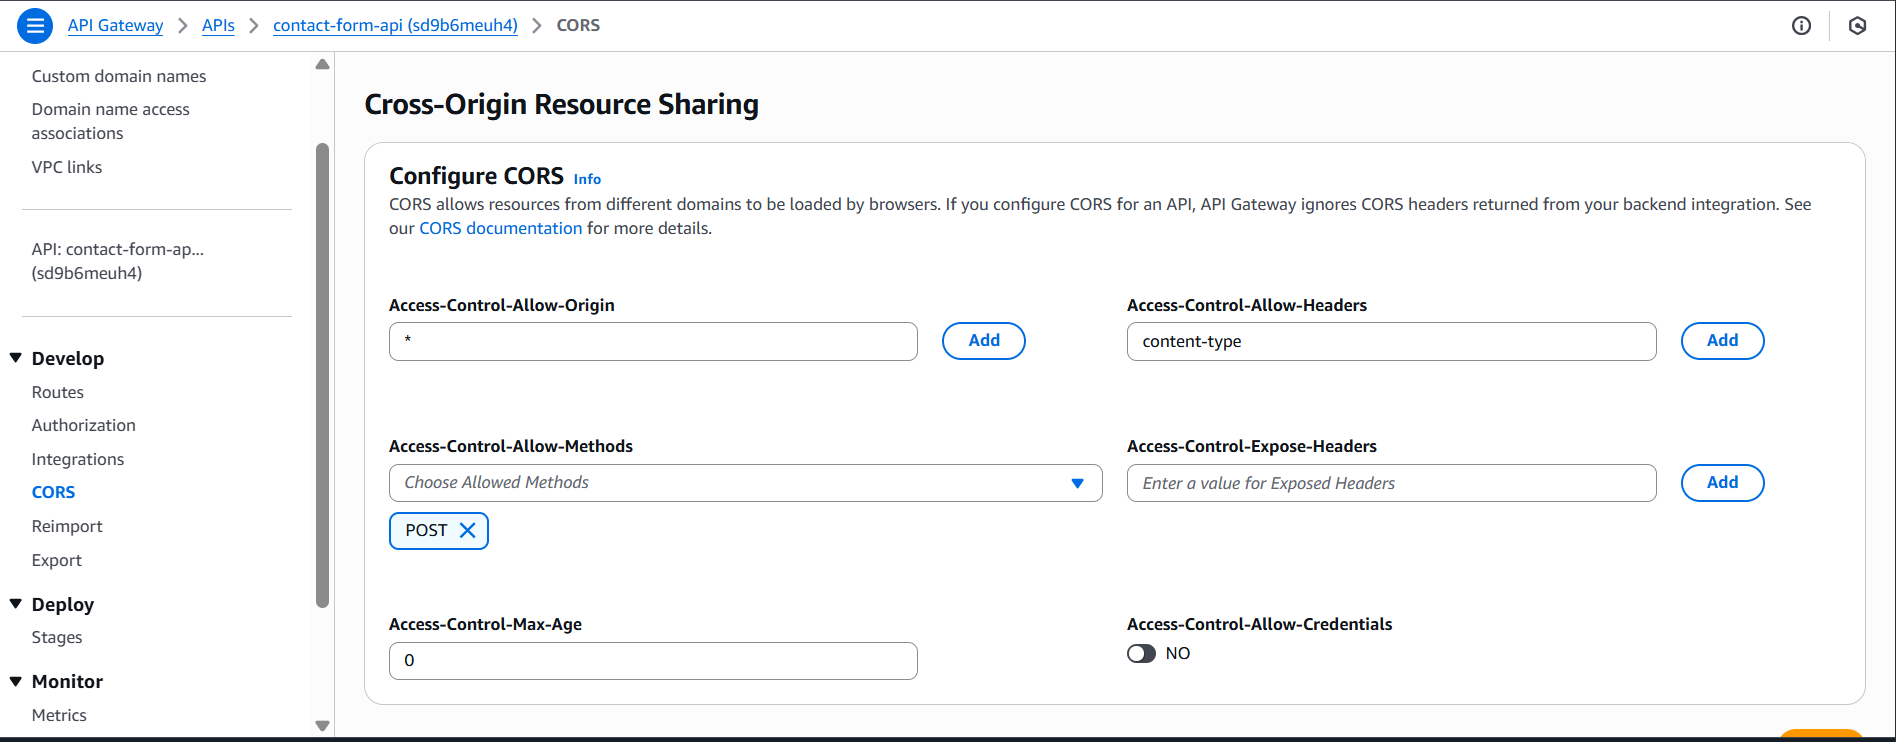 API Gateway > APIs > contact-form-api (sd9b6meuh4) > CORS
Custom domain names
Domain name access
associations
VPC links
API: contact-form-ap...
(sd9b6meuh4)
Develop
Routes
Authorization
Integrations
CORS
Reimport
Export
Deploy
Stages
Monitor
Metrics
Cross-Origin Resource Sharing
Configure CORS Info
CORS allows resources from different domains to be loaded by browsers. If you configure CORS for an API, API Gateway ignores CORS headers returned from your backend integration. See
our CORS documentation for more details.
Access-Control-Allow-Origin
* Add
Access-Control-Allow-Headers
content-type Add
Access-Control-Allow-Methods
Choose Allowed Methods
POST
Access-Control-Expose-Headers
Enter a value for Exposed Headers Add
Access-Control-Max-Age
0
Access-Control-Allow-Credentials
NO